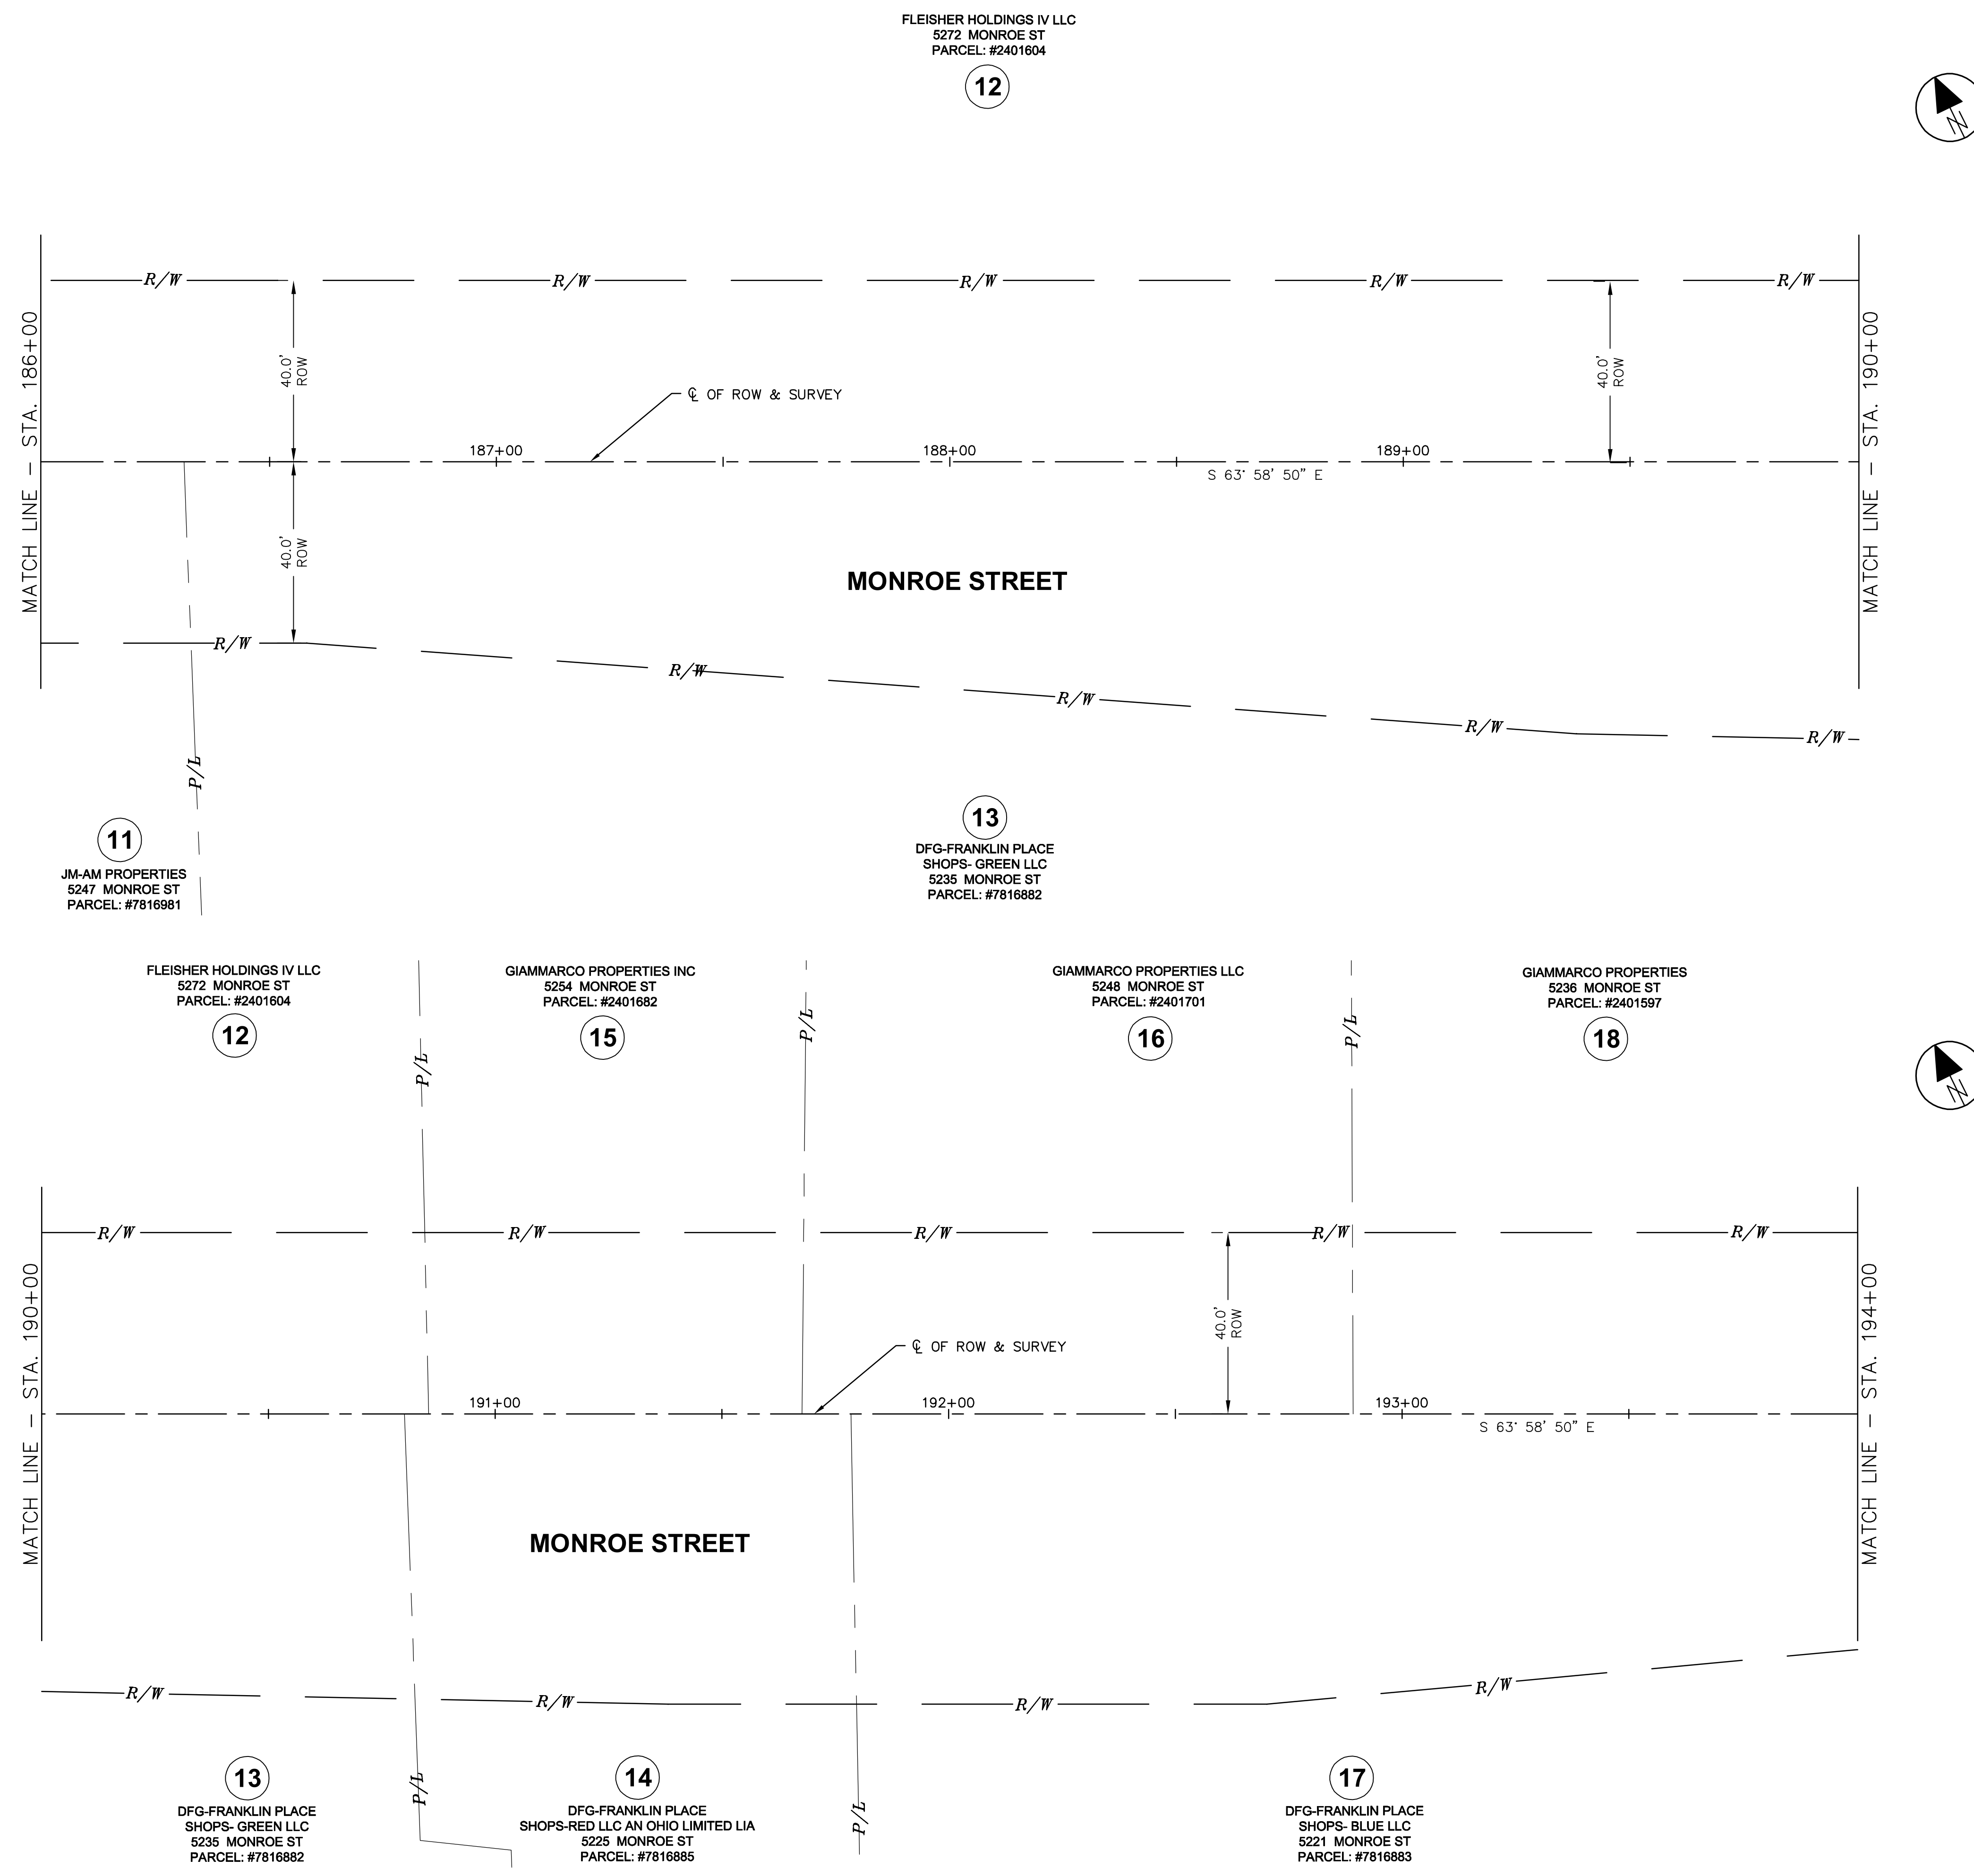 FLEISHER HOLDINGS IV LLC
5272 MONROE ST
PARCEL: #2401604
12
N
R/W
R/W
R/W
R/W
R/W
MATCH LINE - STA. 186+00
40.0'
ROW
40.0'
ROW
MATCH LINE - STA. 190+00
℄ OF ROW & SURVEY
187+00
188+00
189+00
S 63° 58' 50" E
40.0'
ROW
MONROE STREET
R/W
R/W
R/W
R/W
R/W
P/L
11
JM-AM PROPERTIES
5247 MONROE ST
PARCEL: #7816981
13
DFG-FRANKLIN PLACE
SHOPS- GREEN LLC
5235 MONROE ST
PARCEL: #7816882
FLEISHER HOLDINGS IV LLC
5272 MONROE ST
PARCEL: #2401604
12
P/L
GIAMMARCO PROPERTIES INC
5254 MONROE ST
PARCEL: #2401682
15
P/L
GIAMMARCO PROPERTIES LLC
5248 MONROE ST
PARCEL: #2401701
16
P/L
GIAMMARCO PROPERTIES
5236 MONROE ST
PARCEL: #2401597
18
N
R/W
R/W
R/W
R/W
R/W
MATCH LINE - STA. 190+00
40.0'
ROW
MATCH LINE - STA. 194+00
℄ OF ROW & SURVEY
191+00
192+00
193+00
S 63° 58' 50" E
MONROE STREET
R/W
R/W
R/W
R/W
P/L
P/L
13
DFG-FRANKLIN PLACE
SHOPS- GREEN LLC
5235 MONROE ST
PARCEL: #7816882
14
DFG-FRANKLIN PLACE
SHOPS-RED LLC AN OHIO LIMITED LIA
5225 MONROE ST
PARCEL: #7816885
17
DFG-FRANKLIN PLACE
SHOPS- BLUE LLC
5221 MONROE ST
PARCEL: #7816883